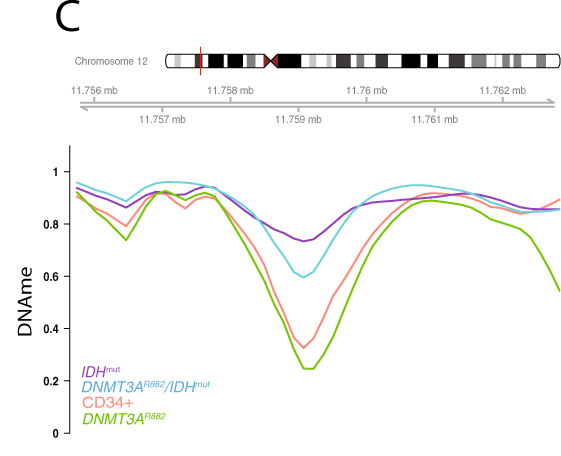 C
Chromosome 12
11.756 mb 11.758 mb 11.76 mb 11.762 mb
11.757 mb 11.759 mb 11.761 mb
1
0.8
0.6
0.4
0.2
0
DNAme
IDHmut
DNMT3AR882/IDHmut
CD34+
DNMT3AR882